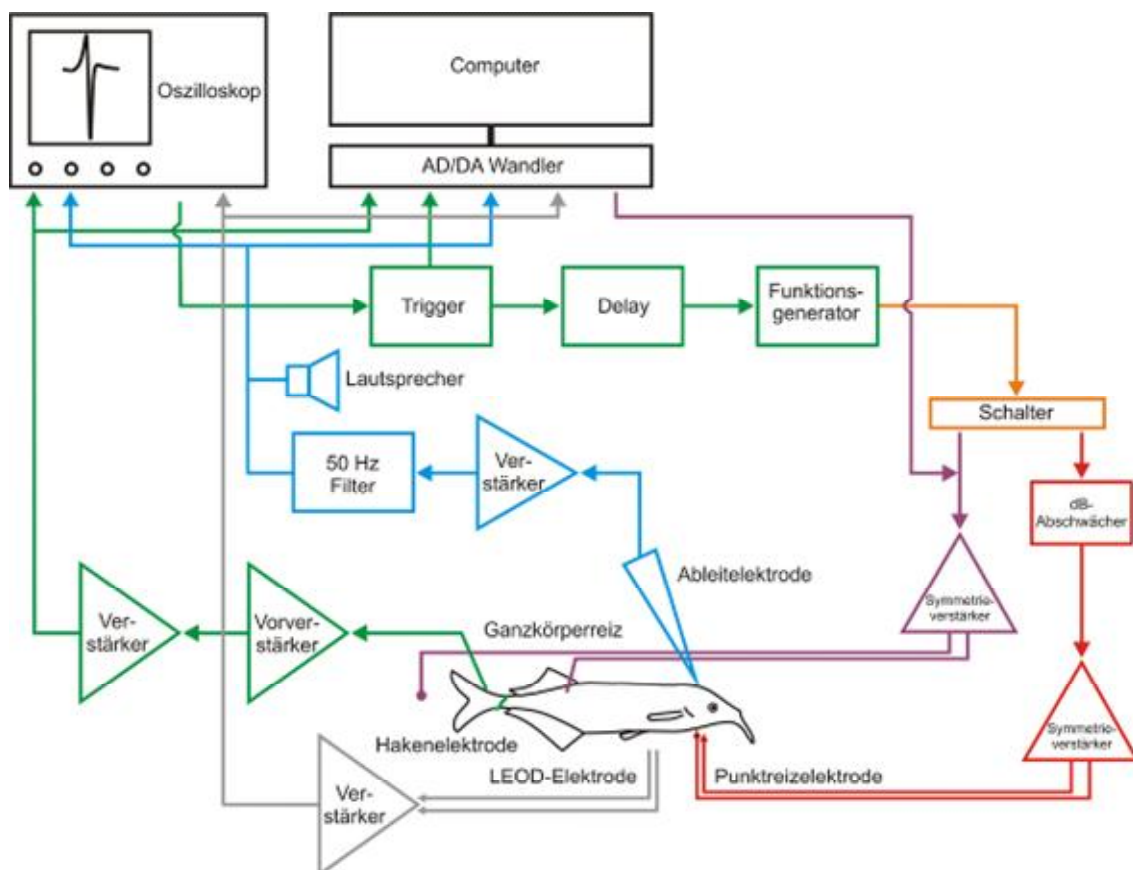 Oszilloskop
Computer
AD/DA Wandler
Trigger
Delay
Funktions-
generator
Lautsprecher
Schalter
50 Hz
Filter
Ver-
stärker
dB-
Abschwächer
Ableitelektrode
Symmetrie-
verstärker
Ver-
stärker
Vorver-
stärker
Ganzkörperreiz
Hakenelektrode
LEOD-Elektrode
Punktreizelektrode
Symmetrie-
verstärker
Ver-
stärker